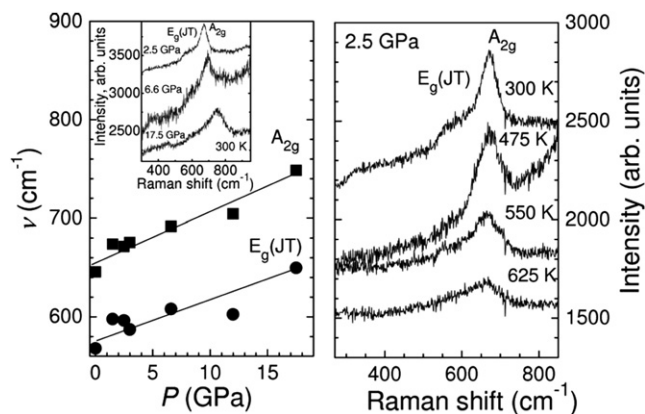 900
800
700
600
ν (cm-1)
0 5 10 15
P (GPa)
A2g
Eg(JT)
Eg(JT) A2g
2.5 GPa
6.6 GPa
17.5 GPa
300 K
3500
3000
2500
Intensity, arb. units
400 600 800
Raman shift (cm-1)
2.5 GPa
A2g
Eg(JT)
300 K
475 K
550 K
625 K
3000
2500
2000
1500
Intensity (arb. units)
400 600 800
Raman shift (cm-1)